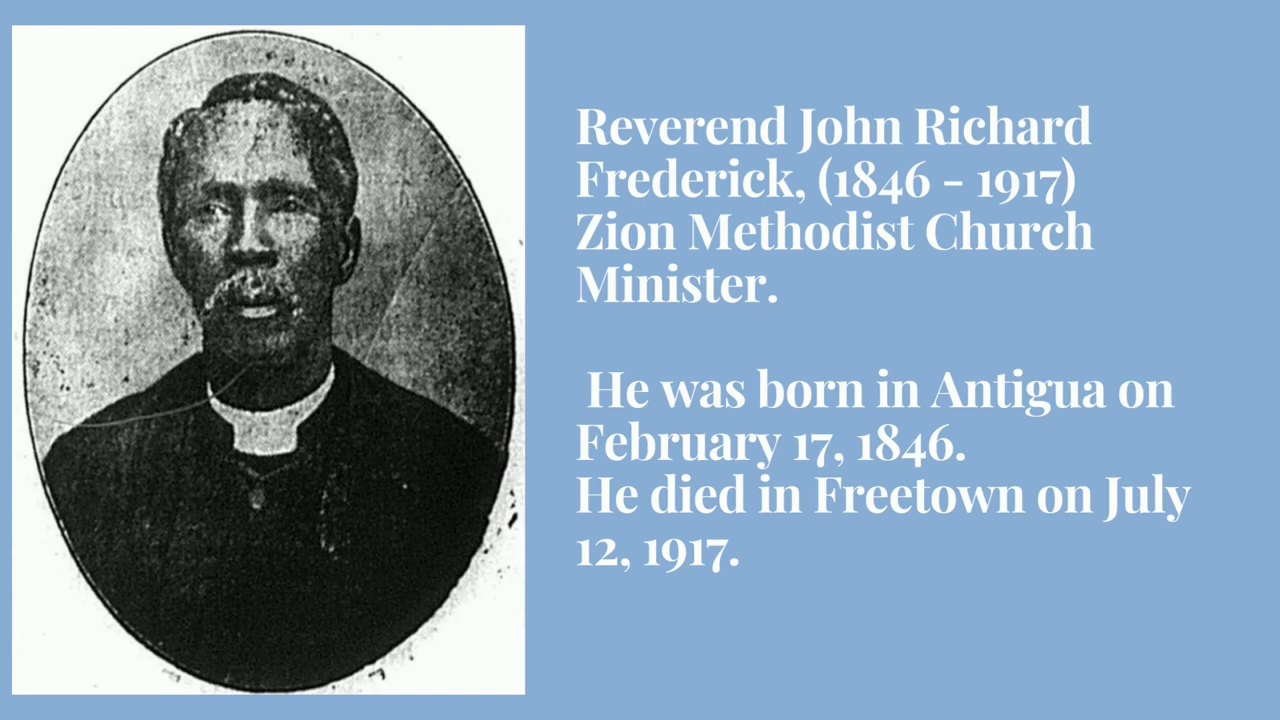 Reverend John Richard
Frederick, (1846 - 1917)
Zion Methodist Church
Minister.
He was born in Antigua on
February 17, 1846.
He died in Freetown on July
12, 1917.